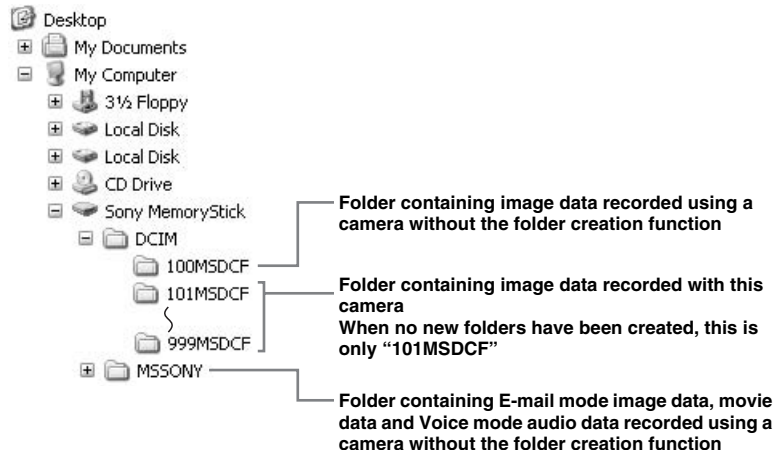 Desktop
My Documents
My Computer
3½ Floppy
Local Disk
Local Disk
CD Drive
Sony MemoryStick
DCIM
100MSDCF
101MSDCF
999MSDCF
MSSONY
Folder containing image data recorded using a
camera without the folder creation function
Folder containing image data recorded with this
camera
When no new folders have been created, this is
only “101MSDCF”
Folder containing E-mail mode image data, movie
data and Voice mode audio data recorded using a
camera without the folder creation function